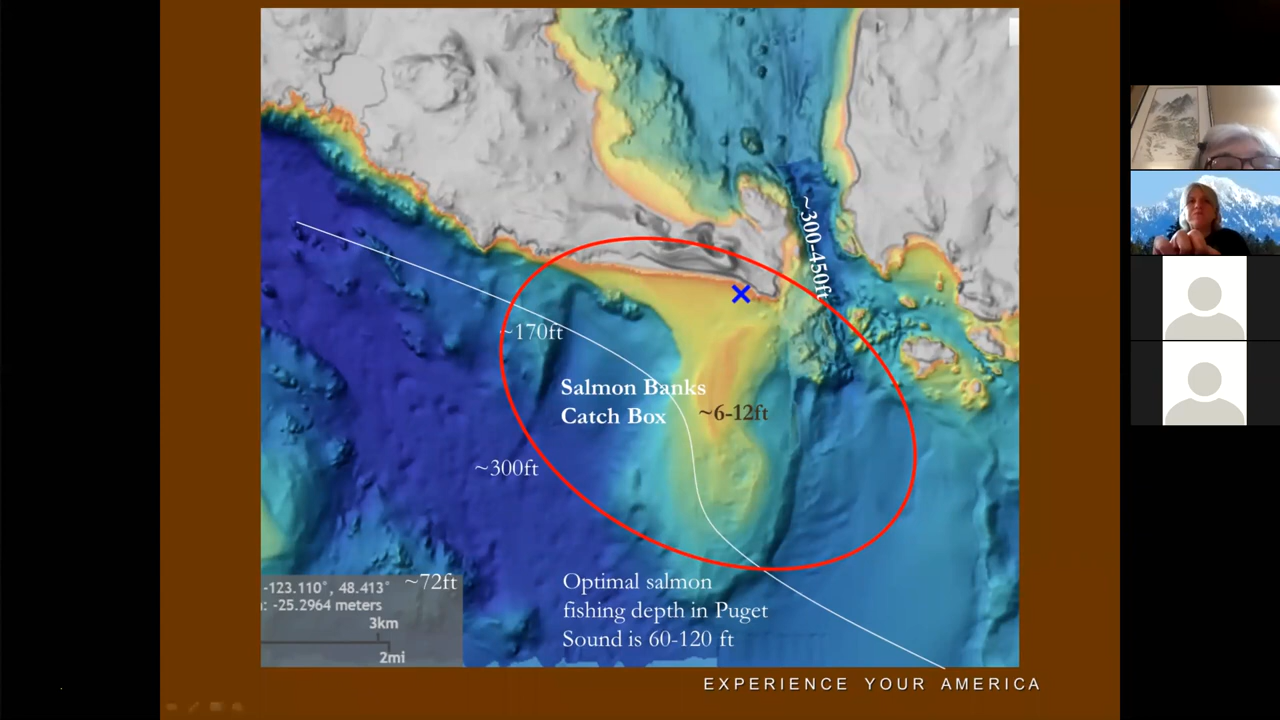 ~300-450ft
~170ft
Salmon Banks
Catch Box
~6-12ft
~300ft
~72ft
-123.110°, 48.413°
: -25.2964 meters
3km
2mi
Optimal salmon
fishing depth in Puget
Sound is 60-120 ft
EXPERIENCE YOUR AMERICA